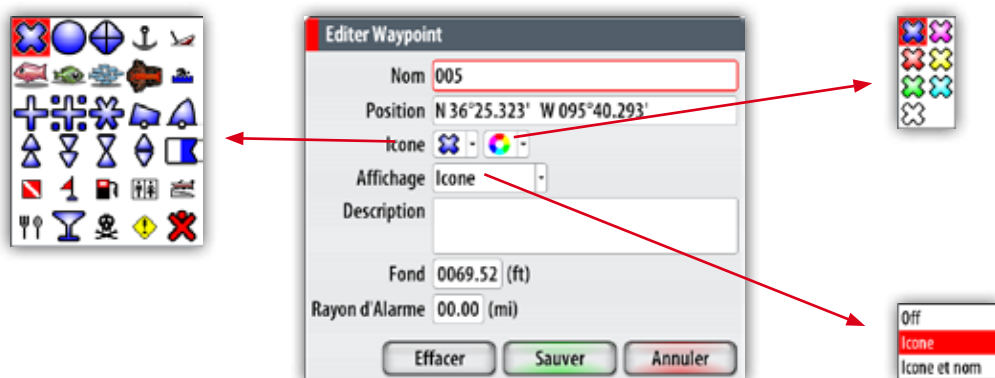 Editer Waypoint
Nom 005
Position N 36°25.323' W 095°40.293'
Icone
Affichage Icone
Description
Fond 0069.52 (ft)
Rayon d'Alarme 00.00 (mi)
Effacer Sauver Annuler
Off
Icone
Icone et nom